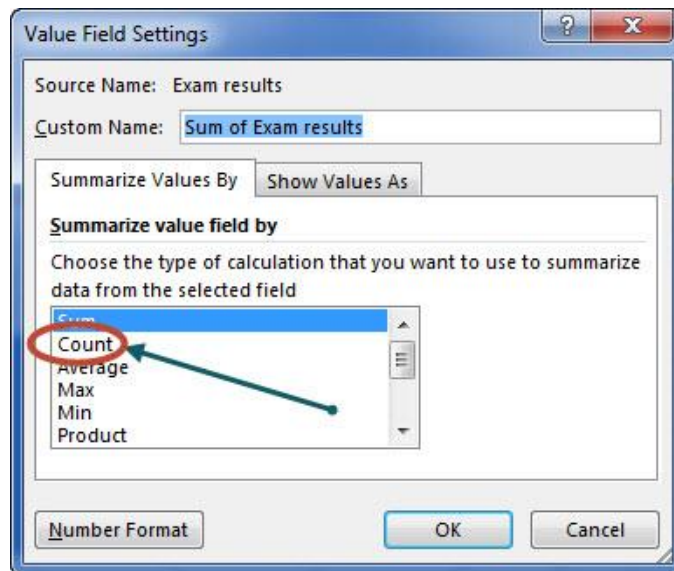 Value Field Settings
?
X
Source Name: Exam results
Custom Name: Sum of Exam results
Summarize Values By
Show Values As
Summarize value field by
Choose the type of calculation that you want to use to summarize
data from the selected field
Sum
Count
Average
Max
Min
Product
Number Format
OK
Cancel